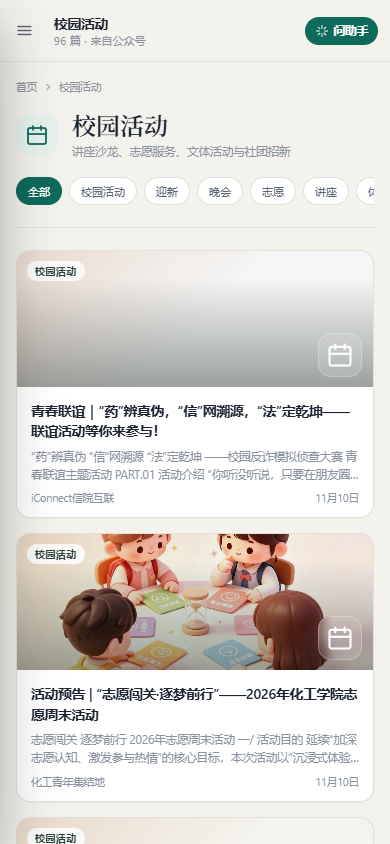 校园活动
96 篇 · 来自公众号
问助手
首页 > 校园活动
校园活动
讲座沙龙、志愿服务、文体活动与社团招新
全部 校园活动 迎新 晚会 志愿 讲座
校园活动
青春联谊｜“药”辨真伪，“信”网溯源，“法”定乾坤——
联谊活动等你来参与！
“药”辨真伪 “信”网溯源 “法”定乾坤 ——校园反诈模拟侦查大赛 青
春联谊主题活动 PART.01 活动介绍 “你听没听说，只要在朋友圈...
iConnect信院互联 11月10日
校园活动
活动预告 | “志愿闯关·逐梦前行”——2026年化工学院志
愿周末活动
志愿闯关 逐梦前行 2026年志愿周末活动 一/ 活动目的 延续“加深
志愿认知、激发参与热情”的核心目标，本次活动以“沉浸式体验...
化工青年集结地 11月10日
校园活动